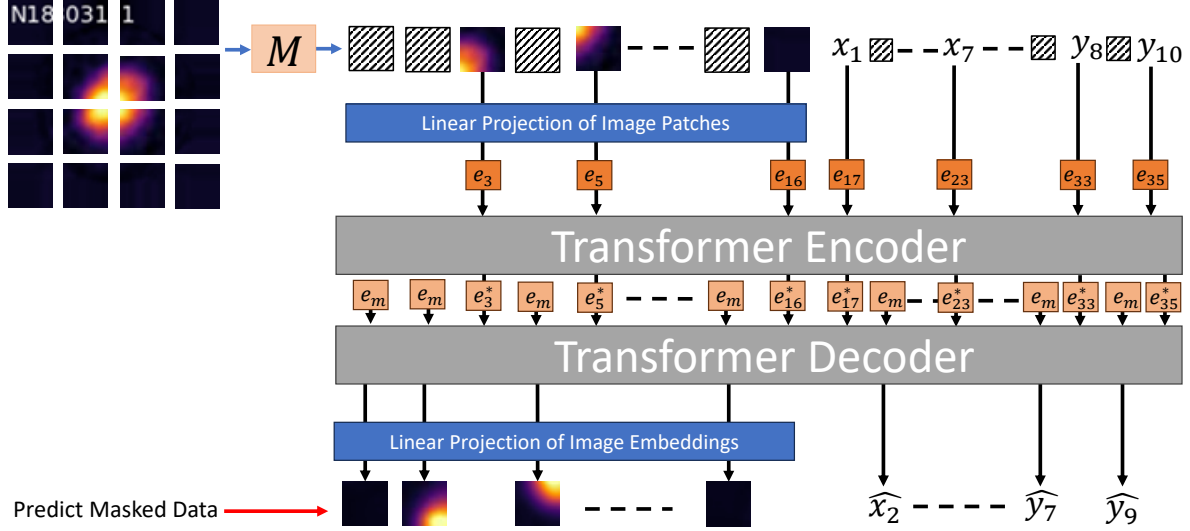 N18 031 1
M
x₁ x₇ y₈ y₁₀
Linear Projection of Image Patches
e₃ e₅ e₁₆ e₁₇ e₂₃ e₃₃ e₃₅
Transformer Encoder
eₘ eₘ e₃* eₘ e₅* eₘ e₁₆* e₁₇* eₘ e₂₃* eₘ e₃₃* eₘ e₃₅*
Transformer Decoder
Linear Projection of Image Embeddings
Predict Masked Data
x̂₂ ŷ₇ ŷ₉